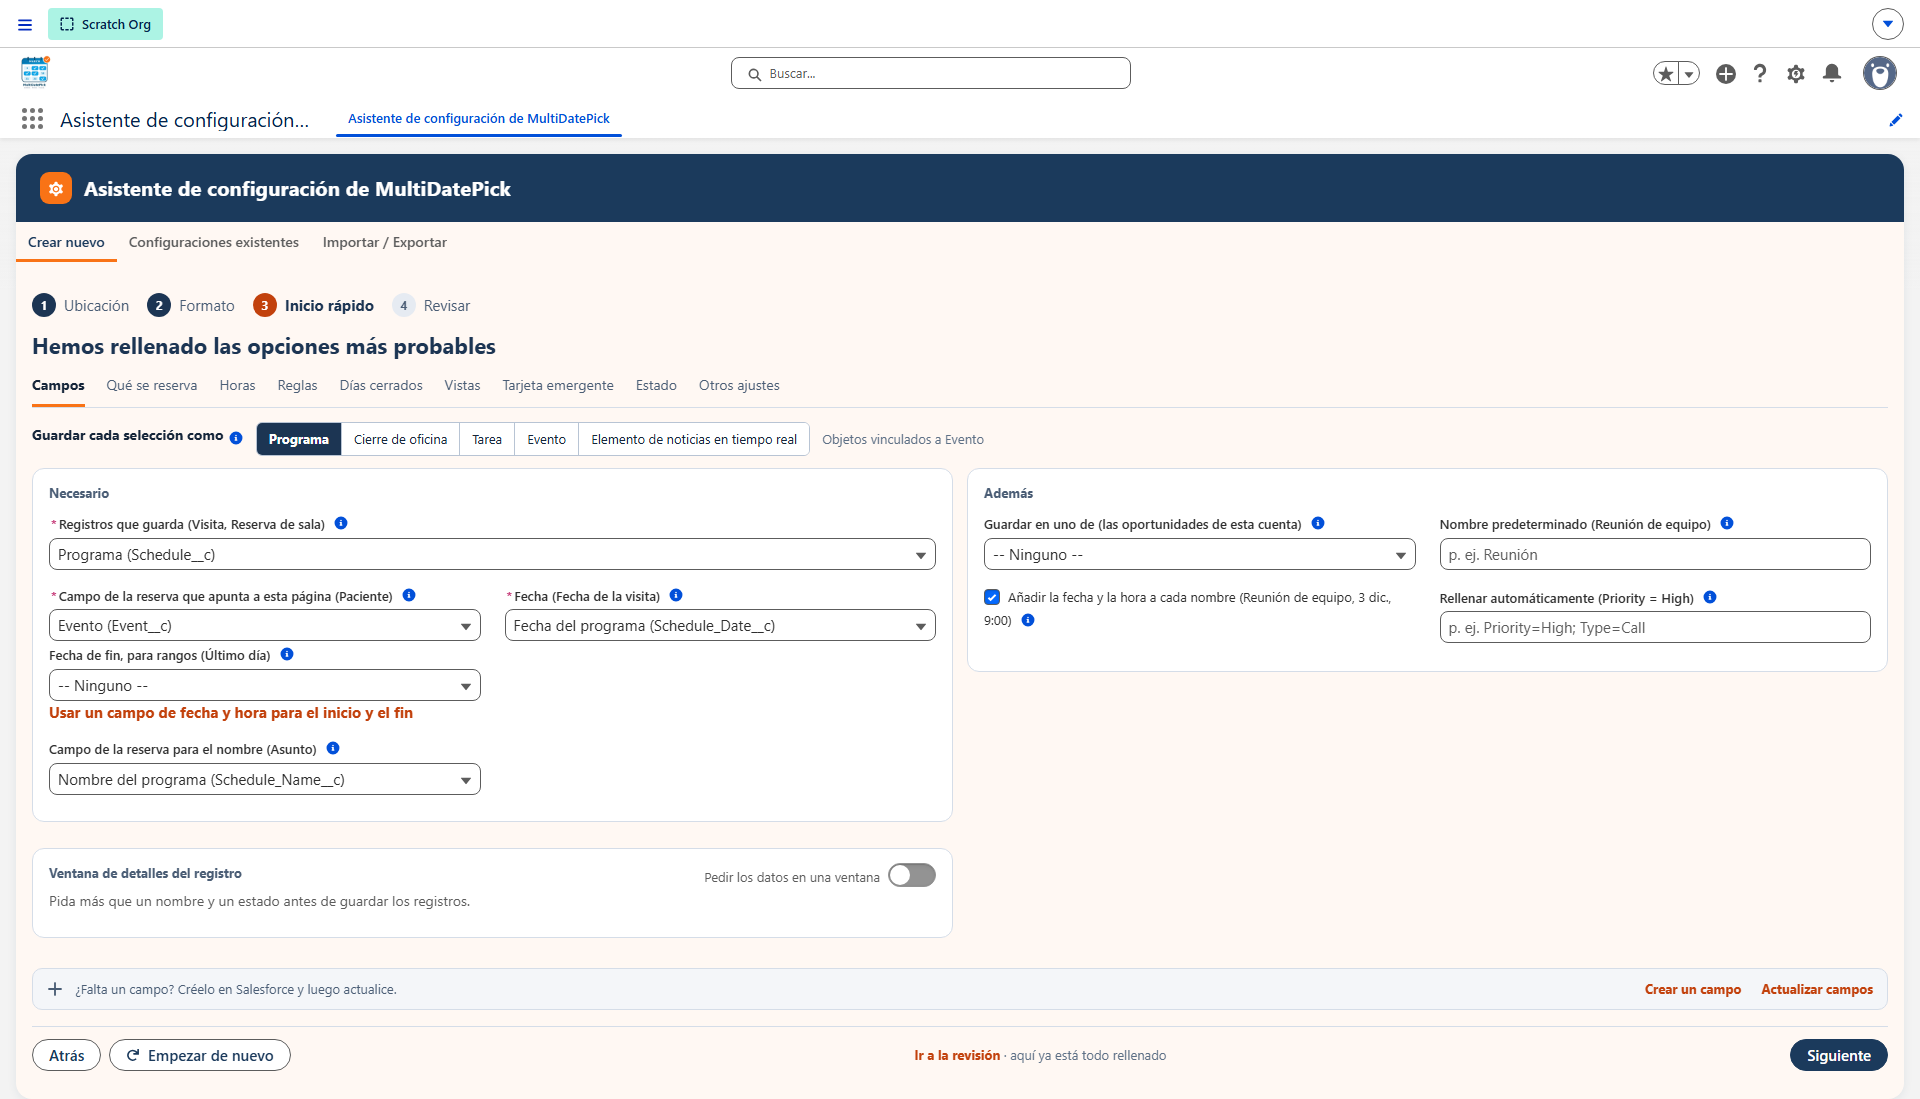 Scratch Org
Buscar...
Asistente de configuración...
Asistente de configuración de MultiDatePick
Asistente de configuración de MultiDatePick
Crear nuevo
Configuraciones existentes
Importar / Exportar
1 Ubicación
2 Formato
3 Inicio rápido
4 Revisar
Hemos rellenado las opciones más probables
Campos
Qué se reserva
Horas
Reglas
Días cerrados
Vistas
Tarjeta emergente
Estado
Otros ajustes
Guardar cada selección como
Programa
Cierre de oficina
Tarea
Evento
Elemento de noticias en tiempo real
Objetos vinculados a Evento
Necesario
* Registros que guarda (Visita, Reserva de sala)
Programa (Schedule__c)
* Campo de la reserva que apunta a esta página (Paciente)
Evento (Event__c)
* Fecha (Fecha de la visita)
Fecha del programa (Schedule_Date__c)
Fecha de fin, para rangos (Último día)
-- Ninguno --
Usar un campo de fecha y hora para el inicio y el fin
Campo de la reserva para el nombre (Asunto)
Nombre del programa (Schedule_Name__c)
Además
Guardar en uno de (las oportunidades de esta cuenta)
-- Ninguno --
Nombre predeterminado (Reunión de equipo)
p. ej. Reunión
Añadir la fecha y la hora a cada nombre (Reunión de equipo, 3 dic.,
9:00)
Rellenar automáticamente (Priority = High)
p. ej. Priority=High; Type=Call
Ventana de detalles del registro
Pedir los datos en una ventana
Pida más que un nombre y un estado antes de guardar los registros.
¿Falta un campo? Créelo en Salesforce y luego actualice.
Crear un campo
Actualizar campos
Atrás
Empezar de nuevo
Ir a la revisión · aquí ya está todo rellenado
Siguiente